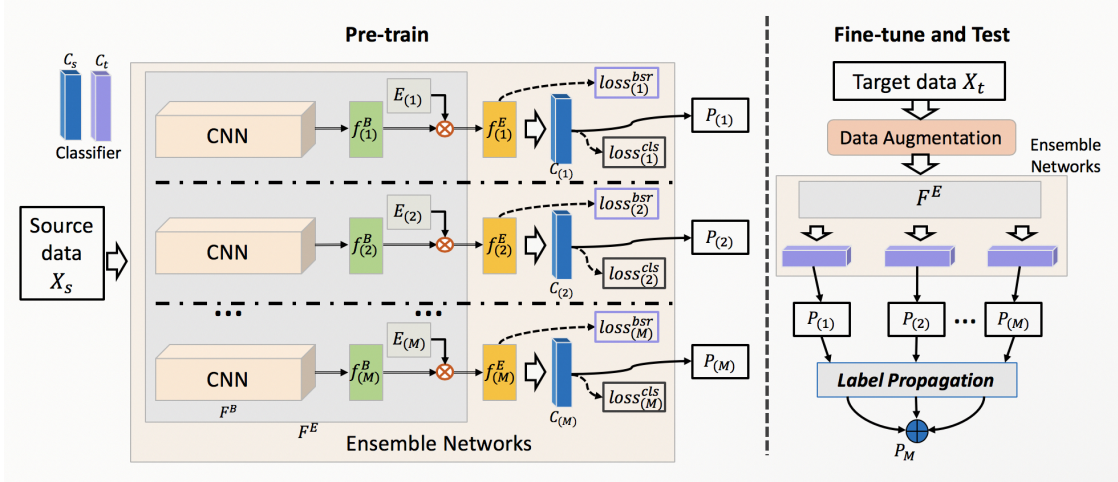 Pre-train
C_s C_t
Classifier
Source
data
X_s
CNN
f^B_(1)
E_(1)
f^E_(1)
C_(1)
loss^bsr_(1)
loss^cls_(1)
P_(1)
CNN
f^B_(2)
E_(2)
f^E_(2)
C_(2)
loss^bsr_(2)
loss^cls_(2)
P_(2)
...
...
CNN
f^B_(M)
E_(M)
f^E_(M)
C_(M)
loss^bsr_(M)
loss^cls_(M)
P_(M)
F^B
F^E
Ensemble Networks
Fine-tune and Test
Target data X_t
Data Augmentation
Ensemble
Networks
F^E
P_(1) P_(2) ... P_(M)
Label Propagation
P_M